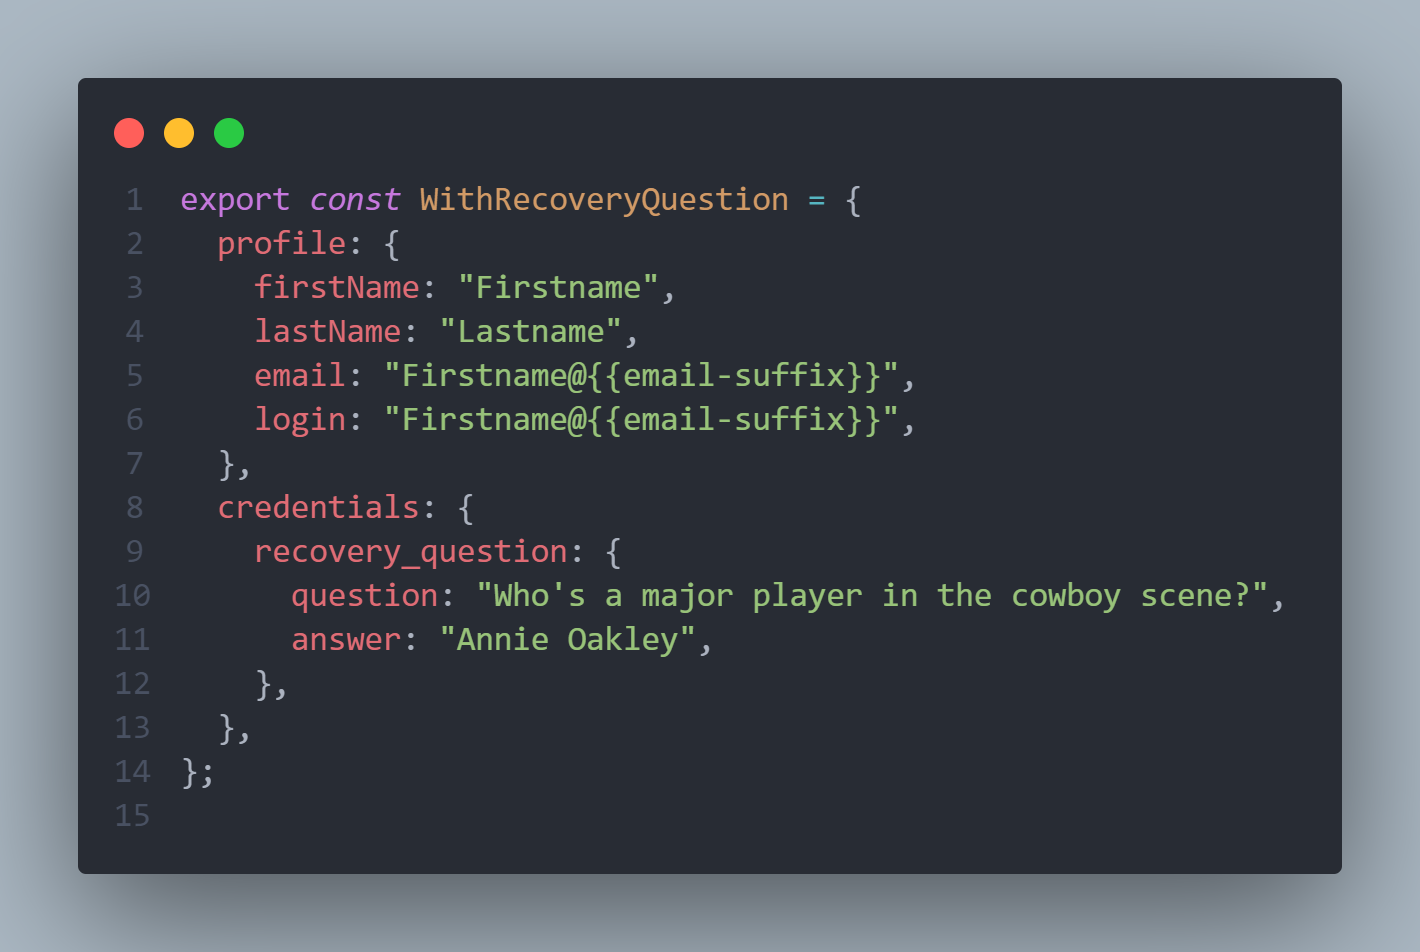 1 export const WithRecoveryQuestion = {
2   profile: {
3     firstName: "Firstname",
4     lastName: "Lastname",
5     email: "Firstname@{{email-suffix}}",
6     login: "Firstname@{{email-suffix}}",
7   },
8   credentials: {
9     recovery_question: {
10       question: "Who's a major player in the cowboy scene?",
11       answer: "Annie Oakley",
12     },
13   },
14 };
15